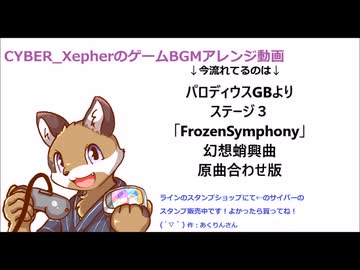 CYBER_XepherのゲームBGMアレンジ動画
↓今流れてるのは↓
パロディウスGBより
ステージ３
「FrozenSymphony」
幻想蛸興曲
原曲合わせ版
ラインのスタンプショップにて←のサイバーの
スタンプ販売中です！よかったら買ってね！
(´▽｀) 作：あくりんさん